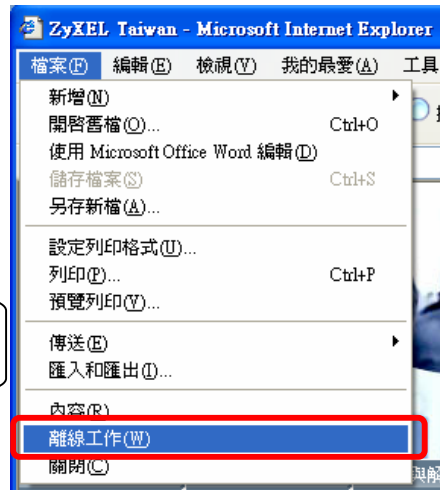 ZyXEL Taiwan - Microsoft Internet Explorer
檔案(F) 編輯(E) 檢視(V) 我的最愛(A) 工具
新增(N)
開啓舊檔(O)... Ctrl+O
使用 Microsoft Office Word 編輯(D)
儲存檔案(S) Ctrl+S
另存新檔(A)...
設定列印格式(U)...
列印(P)... Ctrl+P
預覽列印(V)...
傳送(E)
匯入和匯出(I)...
內容(R)
離線工作(W)
關閉(C)
與解